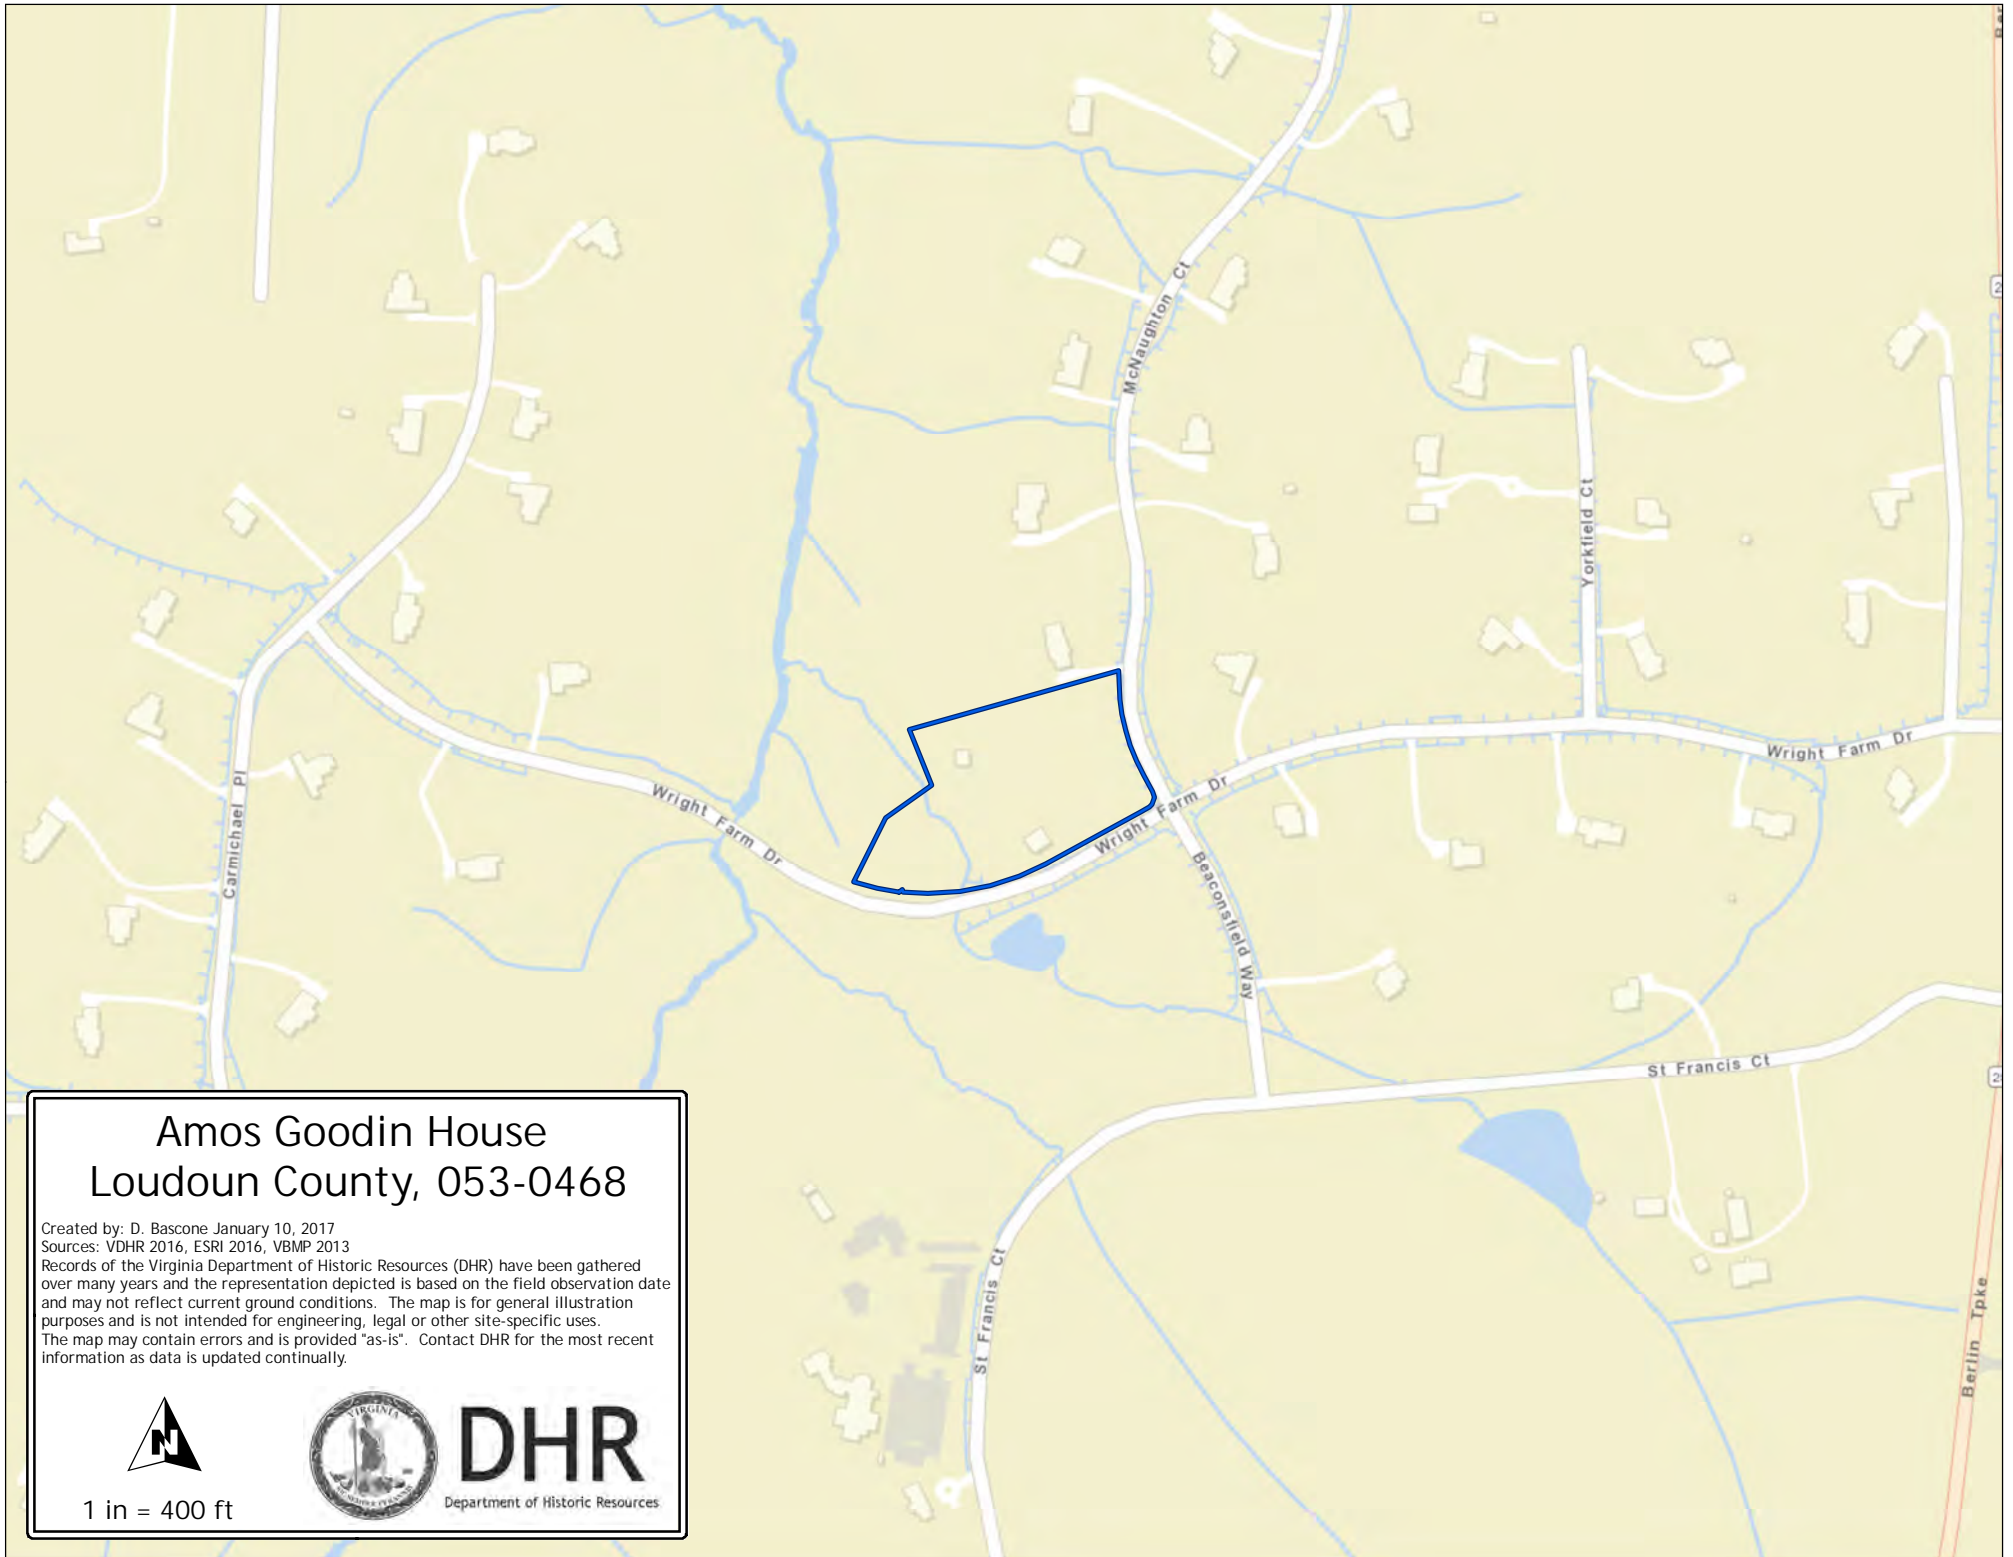 Ber
McNaughton Ct
2
Yorkfield Ct
Wright Farm Dr
Wright Farm Dr
Wright Farm Dr
Carmichael Pl
Beaconsfield Way
St Francis Ct
2
St Francis Ct
Berlin Tpke
Amos Goodin House
Loudoun County, 053-0468
Created by: D. Bascone January 10, 2017
Sources: VDHR 2016, ESRI 2016, VBMP 2013
Records of the Virginia Department of Historic Resources (DHR) have been gathered
over many years and the representation depicted is based on the field observation date
and may not reflect current ground conditions. The map is for general illustration
purposes and is not intended for engineering, legal or other site-specific uses.
The map may contain errors and is provided "as-is". Contact DHR for the most recent
information as data is updated continually.
N
1 in = 400 ft
VIRGINIA
DHR
Department of Historic Resources